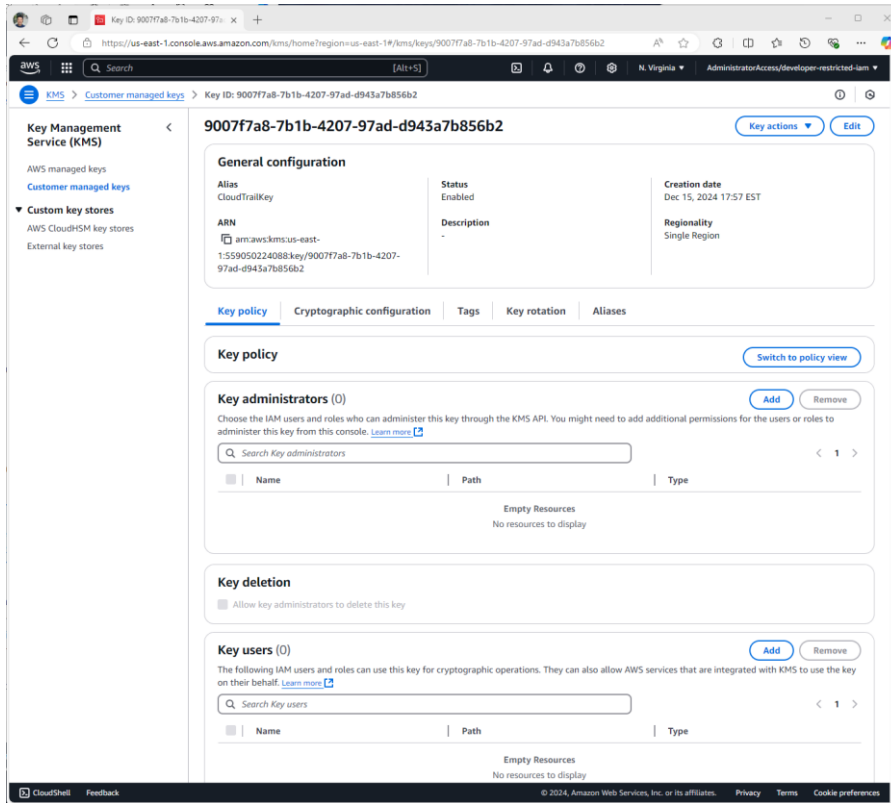 Key ID: 9007f7a8-7b1b-4207-97a
https://us-east-1.console.aws.amazon.com/kms/home?region=us-east-1#/kms/keys/9007f7a8-7b1b-4207-97ad-d943a7b856b2
aws
Search
[Alt+S]
N. Virginia
AdministratorAccess/developer-restricted-iam
KMS > Customer managed keys > Key ID: 9007f7a8-7b1b-4207-97ad-d943a7b856b2
Key Management
Service (KMS)
AWS managed keys
Customer managed keys
Custom key stores
AWS CloudHSM key stores
External key stores
9007f7a8-7b1b-4207-97ad-d943a7b856b2
Key actions
Edit
General configuration
Alias
CloudTrailKey
Status
Enabled
Creation date
Dec 15, 2024 17:57 EST
ARN
arn:aws:kms:us-east-
1:559050224088:key/9007f7a8-7b1b-4207-
97ad-d943a7b856b2
Description
-
Regionality
Single Region
Key policy
Cryptographic configuration
Tags
Key rotation
Aliases
Key policy
Switch to policy view
Key administrators (0)
Add
Remove
Choose the IAM users and roles who can administer this key through the KMS API. You might need to add additional permissions for the users or roles to
administer this key from this console. Learn more
Search Key administrators
1
Name
Path
Type
Empty Resources
No resources to display
Key deletion
Allow key administrators to delete this key
Key users (0)
Add
Remove
The following IAM users and roles can use this key for cryptographic operations. They can also allow AWS services that are integrated with KMS to use the key
on their behalf. Learn more
Search Key users
1
Name
Path
Type
Empty Resources
No resources to display
CloudShell
Feedback
© 2024, Amazon Web Services, Inc. or its affiliates.
Privacy
Terms
Cookie preferences